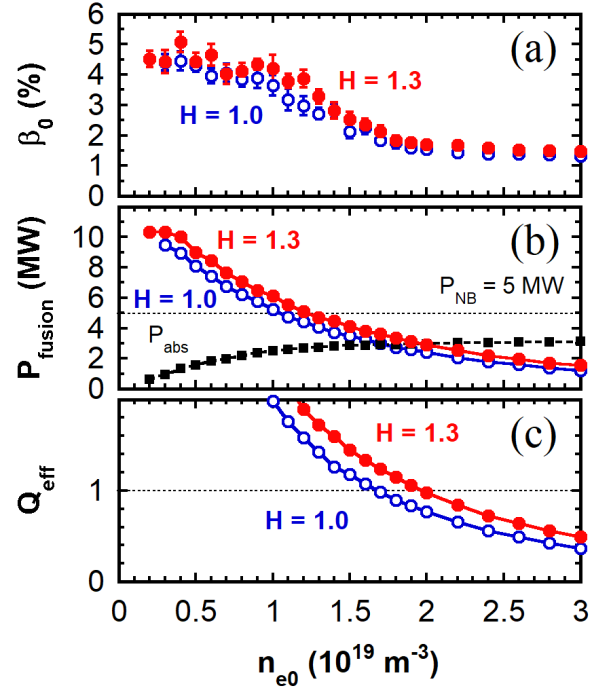 6
5
4
3
2
1
0
β0 (%)
(a)
H = 1.3
H = 1.0
10
8
6
4
2
0
Pfusion (MW)
(b)
H = 1.3
H = 1.0
PNB = 5 MW
Pabs
1
0
Qeff
(c)
H = 1.3
H = 1.0
0 0.5 1 1.5 2 2.5 3
ne0 (10^19 m^-3)